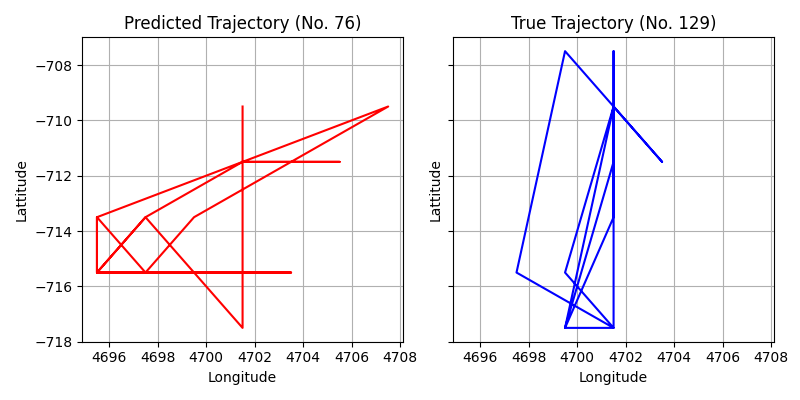 Predicted Trajectory (No. 76)
True Trajectory (No. 129)
Lattitude
−708
−710
−712
−714
−716
−718
4696 4698 4700 4702 4704 4706 4708
Longitude
Lattitude
4696 4698 4700 4702 4704 4706 4708
Longitude